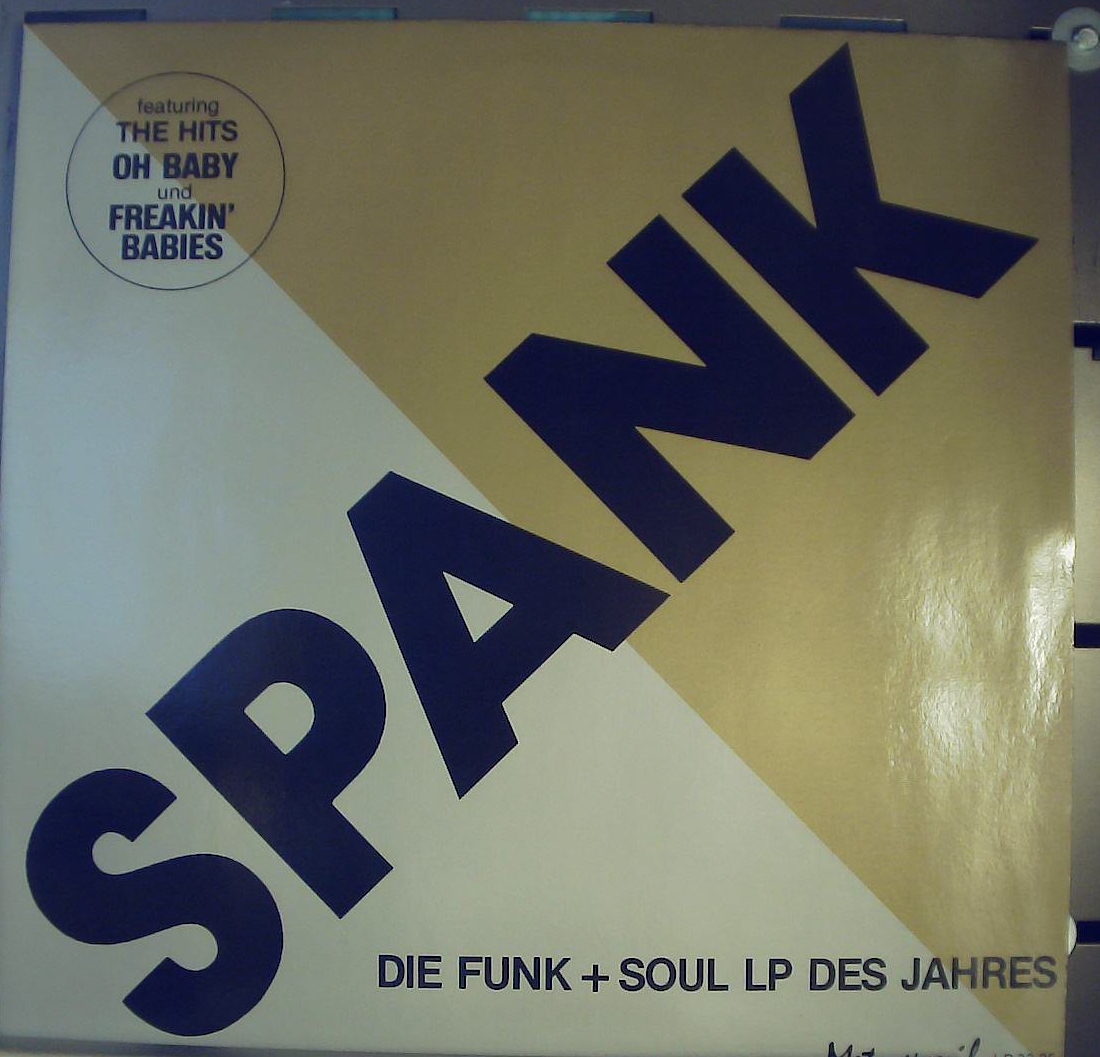 featuring
THE HITS
OH BABY
und
FREAKIN'
BABIES
SPANK
DIE FUNK + SOUL LP DES JAHRES